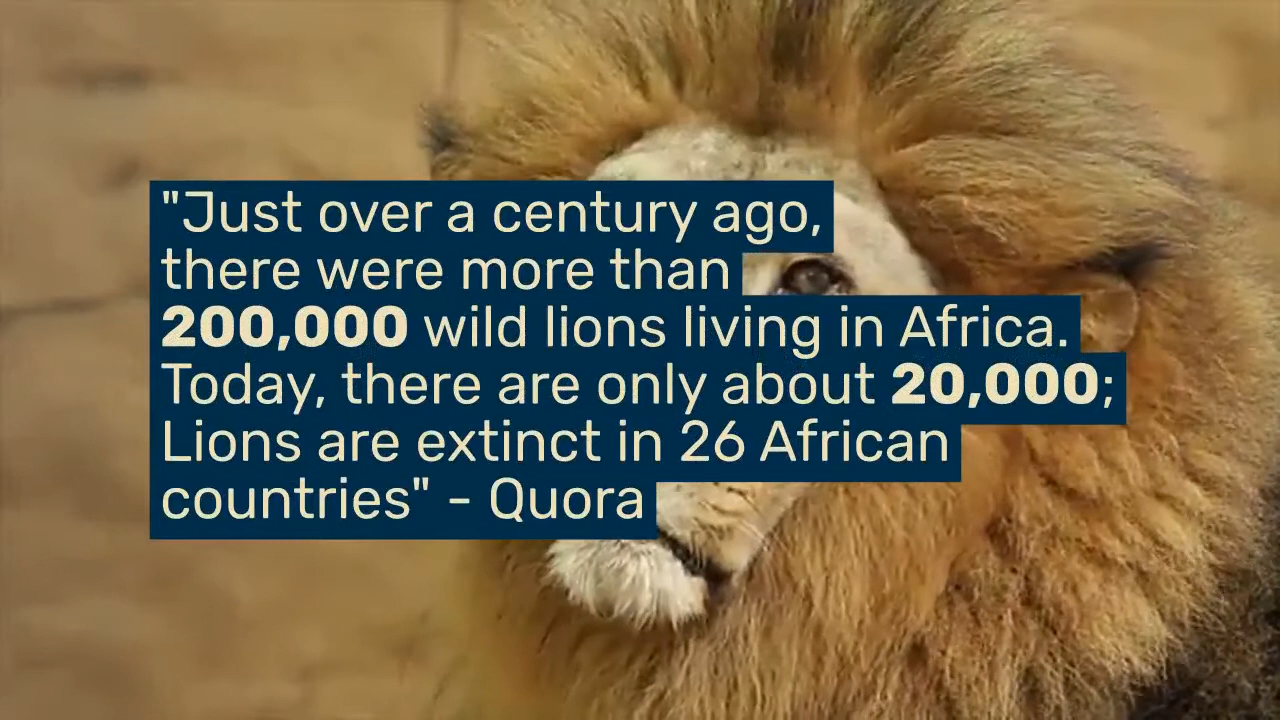 "Just over a century ago,
there were more than
200,000 wild lions living in Africa.
Today, there are only about 20,000;
Lions are extinct in 26 African
countries" - Quora